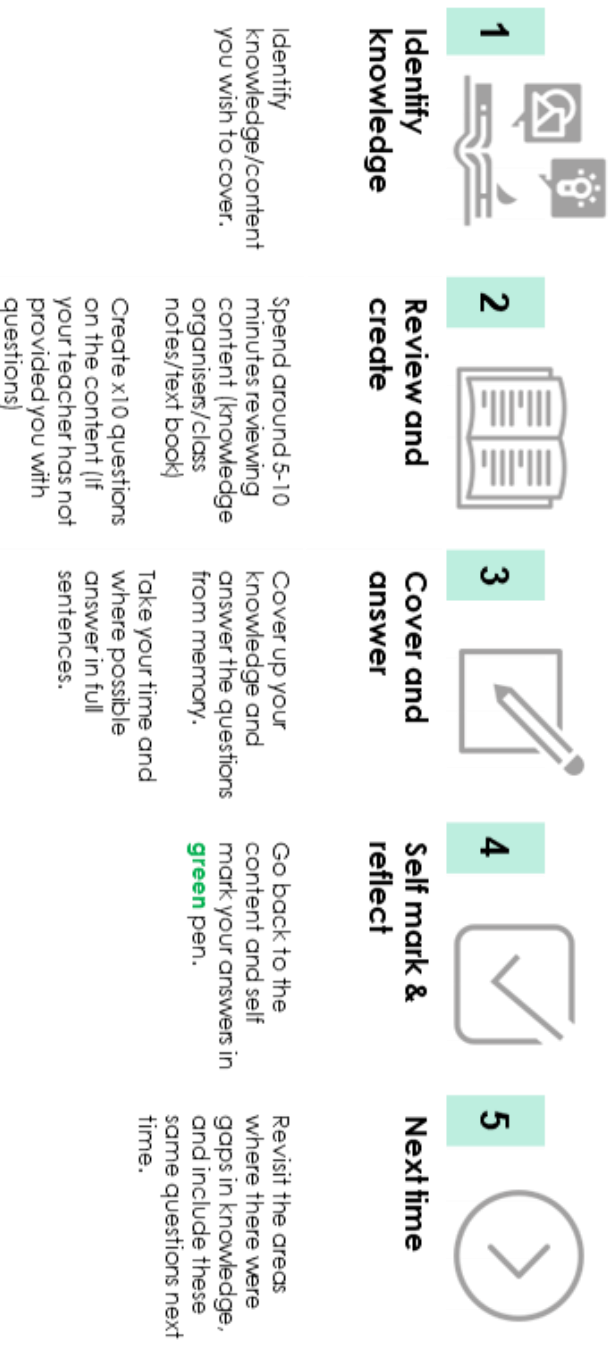 1
Identify
knowledge
Identify
knowledge/content
you wish to cover.
2
Review and
create
Spend around 5-10
minutes reviewing
content (knowledge
organisers/class
notes/text book)
Create x10 questions
on the content (If
your teacher has not
provided you with
questions)
3
Cover and
answer
Cover up your
knowledge and
answer the questions
from memory.
Take your time and
where possible
answer in full
sentences.
4
Self mark &
reflect
Go back to the
content and self
mark your answers in
green pen.
5
Next time
Revisit the areas
where there were
gaps in knowledge,
and include these
same questions next
time.